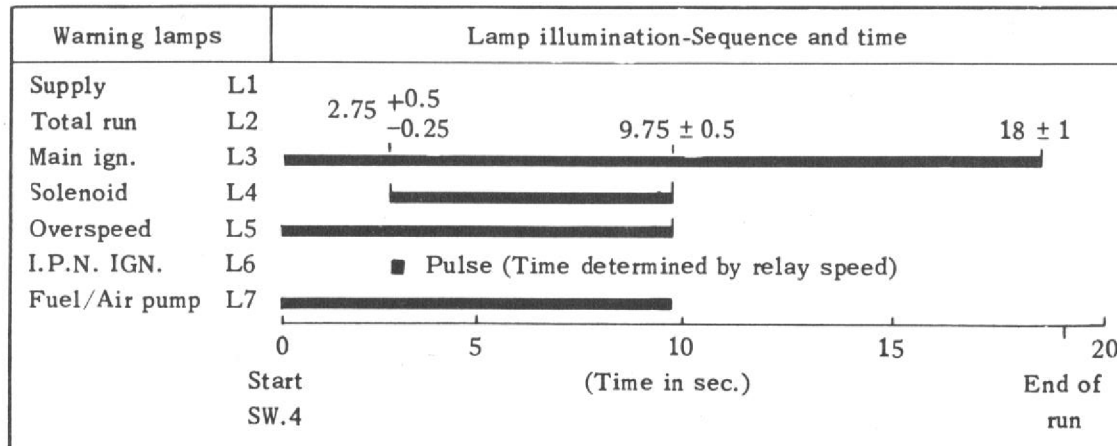 Warning lamps Lamp illumination-Sequence and time
Supply L1
2.75 +0.5 -0.25
Total run L2 9.75 ± 0.5 18 ± 1
Main ign. L3
Solenoid L4
Overspeed L5
I.P.N. IGN. L6 Pulse (Time determined by relay speed)
Fuel/Air pump L7
0 5 10 15 20
Start (Time in sec.) End of
SW.4 run